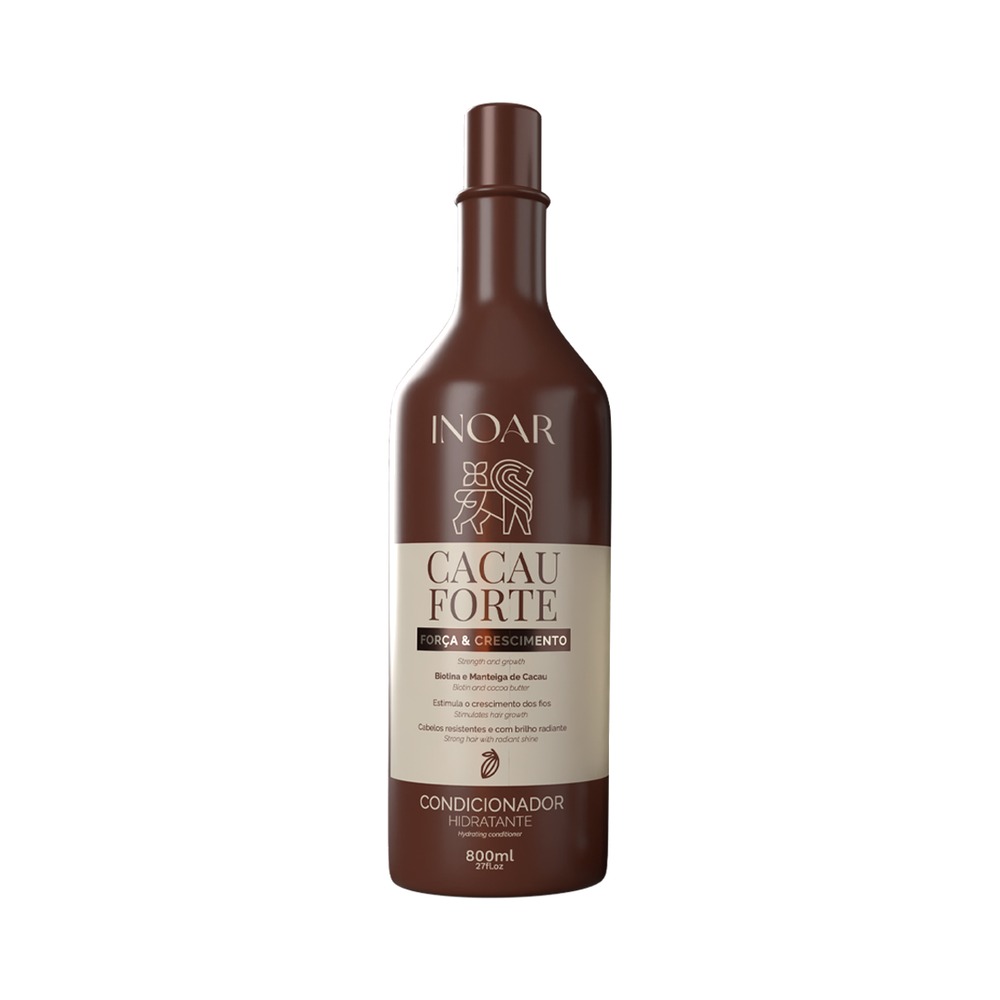 INOAR
CACAU
FORTE
FORÇA & CRESCIMENTO
Strength and growth
Biotina e Manteiga de Cacau
Biotin and cocoa butter
Estimula o crescimento dos fios
Stimulates hair growth
Cabelos resistentes e com brilho radiante
Strong hair with radiant shine
CONDICIONADOR
HIDRATANTE
Hydrating conditioner
800ml
27fl.oz